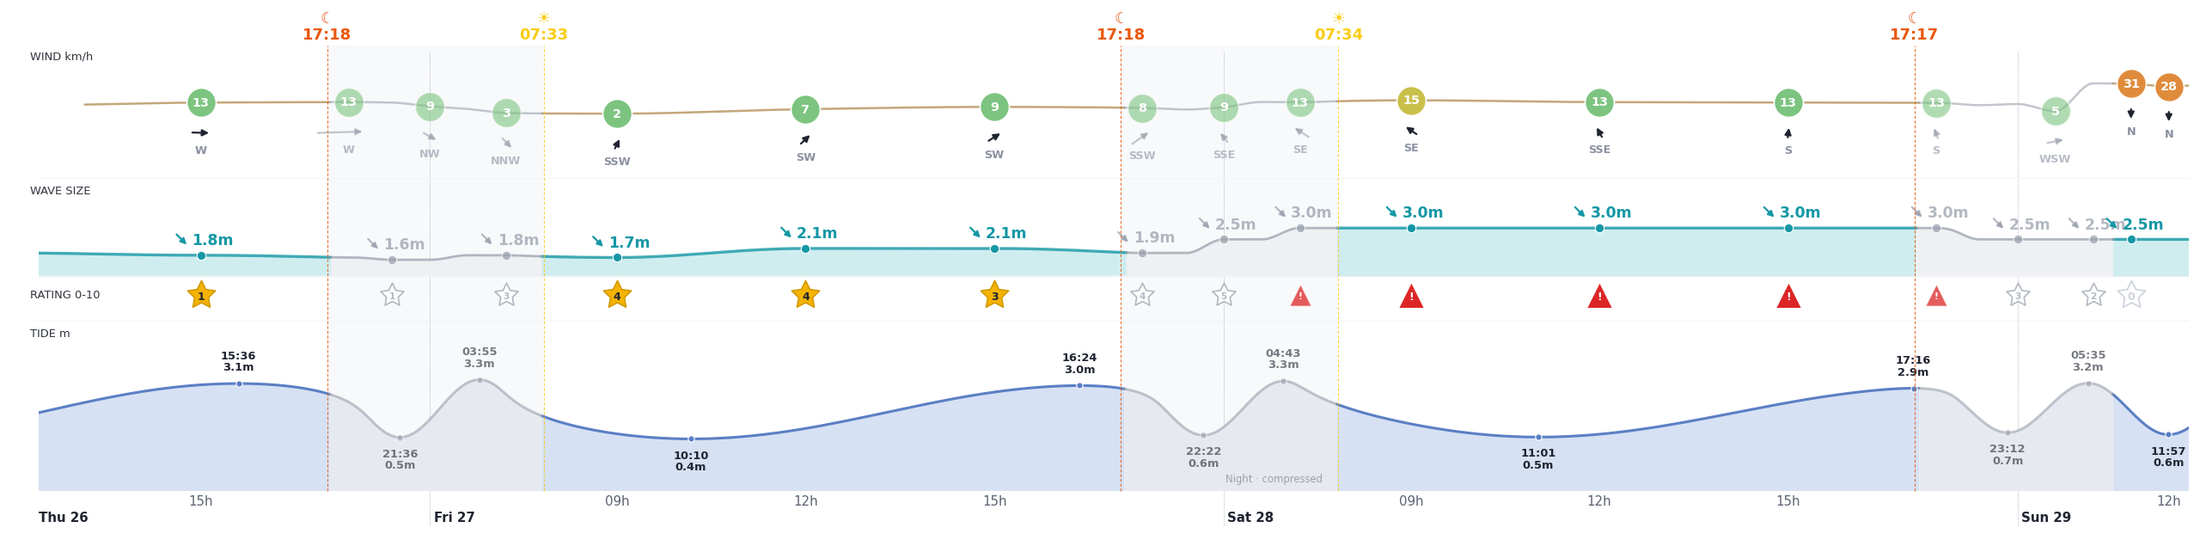 17:18 07:33 17:18 07:34 17:17
WIND km/h
13 13 9 3 2 7 9 8 9 13 15 13 13 13 5 31 28
W W NW NNW SSW SW SW SSW SSE SE SE SSE S S WSW N N
WAVE SIZE
1.8m 1.6m 1.8m 1.7m 2.1m 2.1m 1.9m 2.5m 3.0m 3.0m 3.0m 3.0m 3.0m 2.5m 2.5m 2.5m
RATING 0-10
1 1 3 4 4 3 4 5 ! ! ! ! ! 3 2 0
TIDE m
15:36 03:55 16:24 04:43 17:16 05:35
3.1m 3.3m 3.0m 3.3m 2.9m 3.2m
21:36 10:10 22:22 11:01 23:12 11:57
0.5m 0.4m 0.6m 0.5m 0.7m 0.6m
Night · compressed
15h 09h 12h 15h 09h 12h 15h 12h
Thu 26 Fri 27 Sat 28 Sun 29